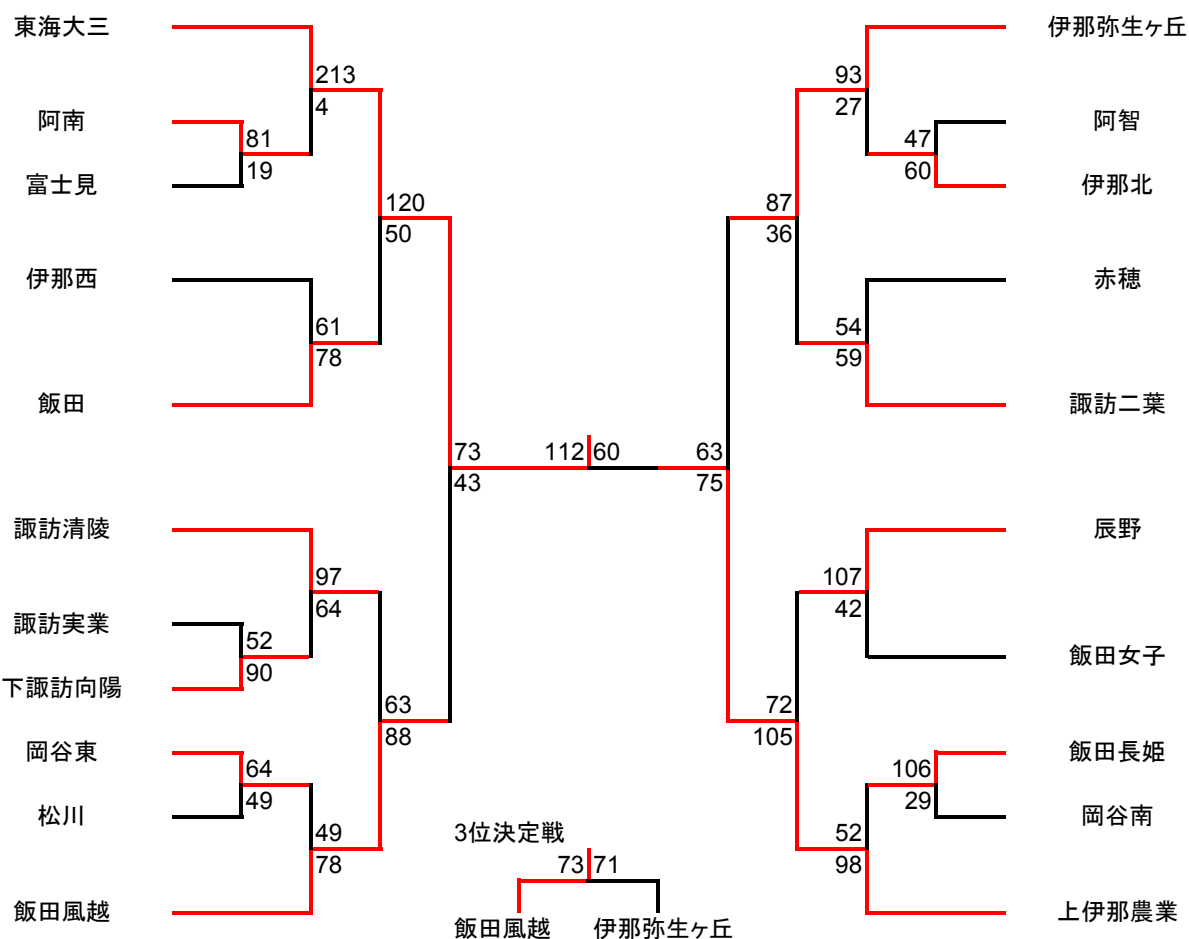 東海大三
伊那弥生ヶ丘
213
93
4
27
阿南
阿智
81
47
19
60
富士見
伊那北
120
87
50
36
伊那西
赤穂
61
54
78
59
飯田
諏訪二葉
73
112
60
63
43
75
諏訪清陵
辰野
97
107
64
42
諏訪実業
52
飯田女子
90
下諏訪向陽
63
72
88
105
岡谷東
飯田長姫
64
106
49
29
松川
岡谷南
49
52
78
98
3位決定戦
73
71
飯田風越
上伊那農業
飯田風越
伊那弥生ヶ丘